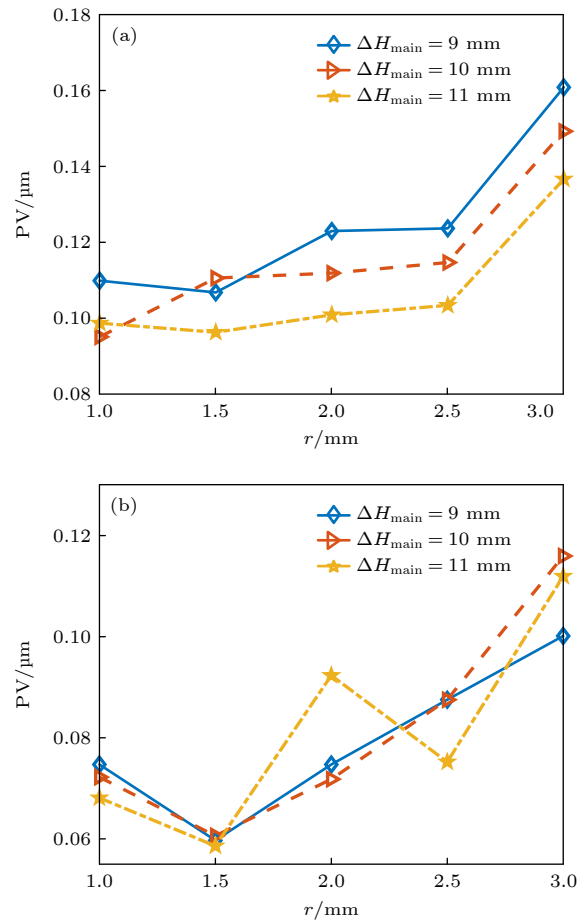 0.18
(a)
ΔH_main = 9 mm
ΔH_main = 10 mm
ΔH_main = 11 mm
0.16
0.14
PV/µm
0.12
0.10
0.08
1.0 1.5 2.0 2.5 3.0
r/mm
(b)
ΔH_main = 9 mm
ΔH_main = 10 mm
ΔH_main = 11 mm
0.12
0.10
PV/µm
0.08
0.06
1.0 1.5 2.0 2.5 3.0
r/mm